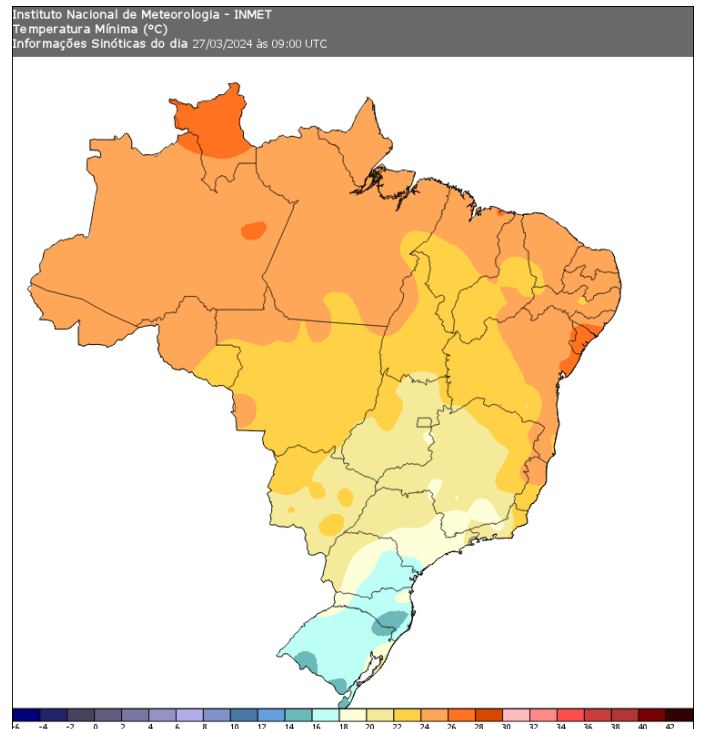 Instituto Nacional de Meteorologia - INMET
Temperatura Mínima (ºC)
Informações Sinóticas do dia 27/03/2024 às 09:00 UTC
-6 -4 -2 0 2 4 6 8 10 12 14 16 18 20 22 24 26 28 30 32 34 36 38 40 42